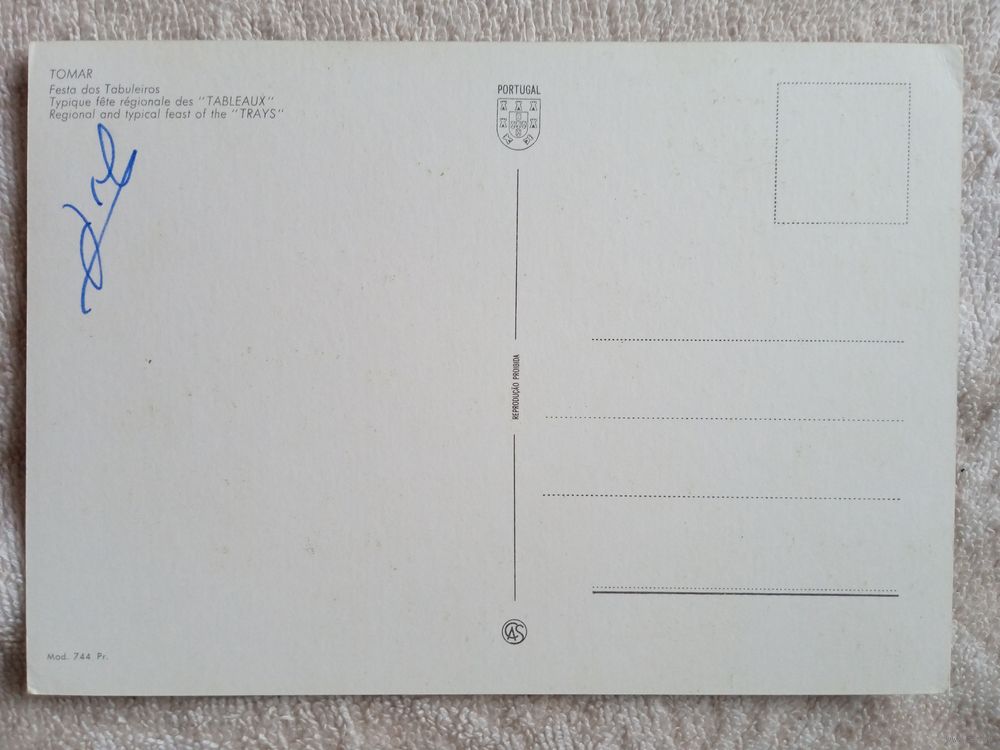 TOMAR
Festa dos Tabuleiros
Typique fête régionale des "TABLEAUX"
Regional and typical feast of the "TRAYS"
PORTUGAL
REPRODUÇÃO PROIBIDA
Mod. 744 Pr.